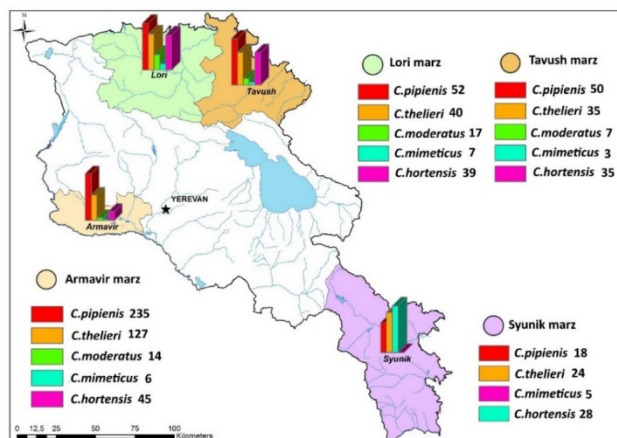 N
Lori
Tavush
Lori marz
C.pipienis 52
C.thelieri 40
C.moderatus 17
C.mimeticus 7
C.hortensis 39
Tavush marz
C.pipienis 50
C.thelieri 35
C.moderatus 7
C.mimeticus 3
C.hortensis 35
YEREVAN
Armavir
Armavir marz
C.pipienis 235
C.thelieri 127
C.moderatus 14
C.mimeticus 6
C.hortensis 45
Syunik
Syunik marz
C.pipienis 18
C.thelieri 24
C.mimeticus 5
C.hortensis 28
0 12.5 25 50 75 100
Kilometers